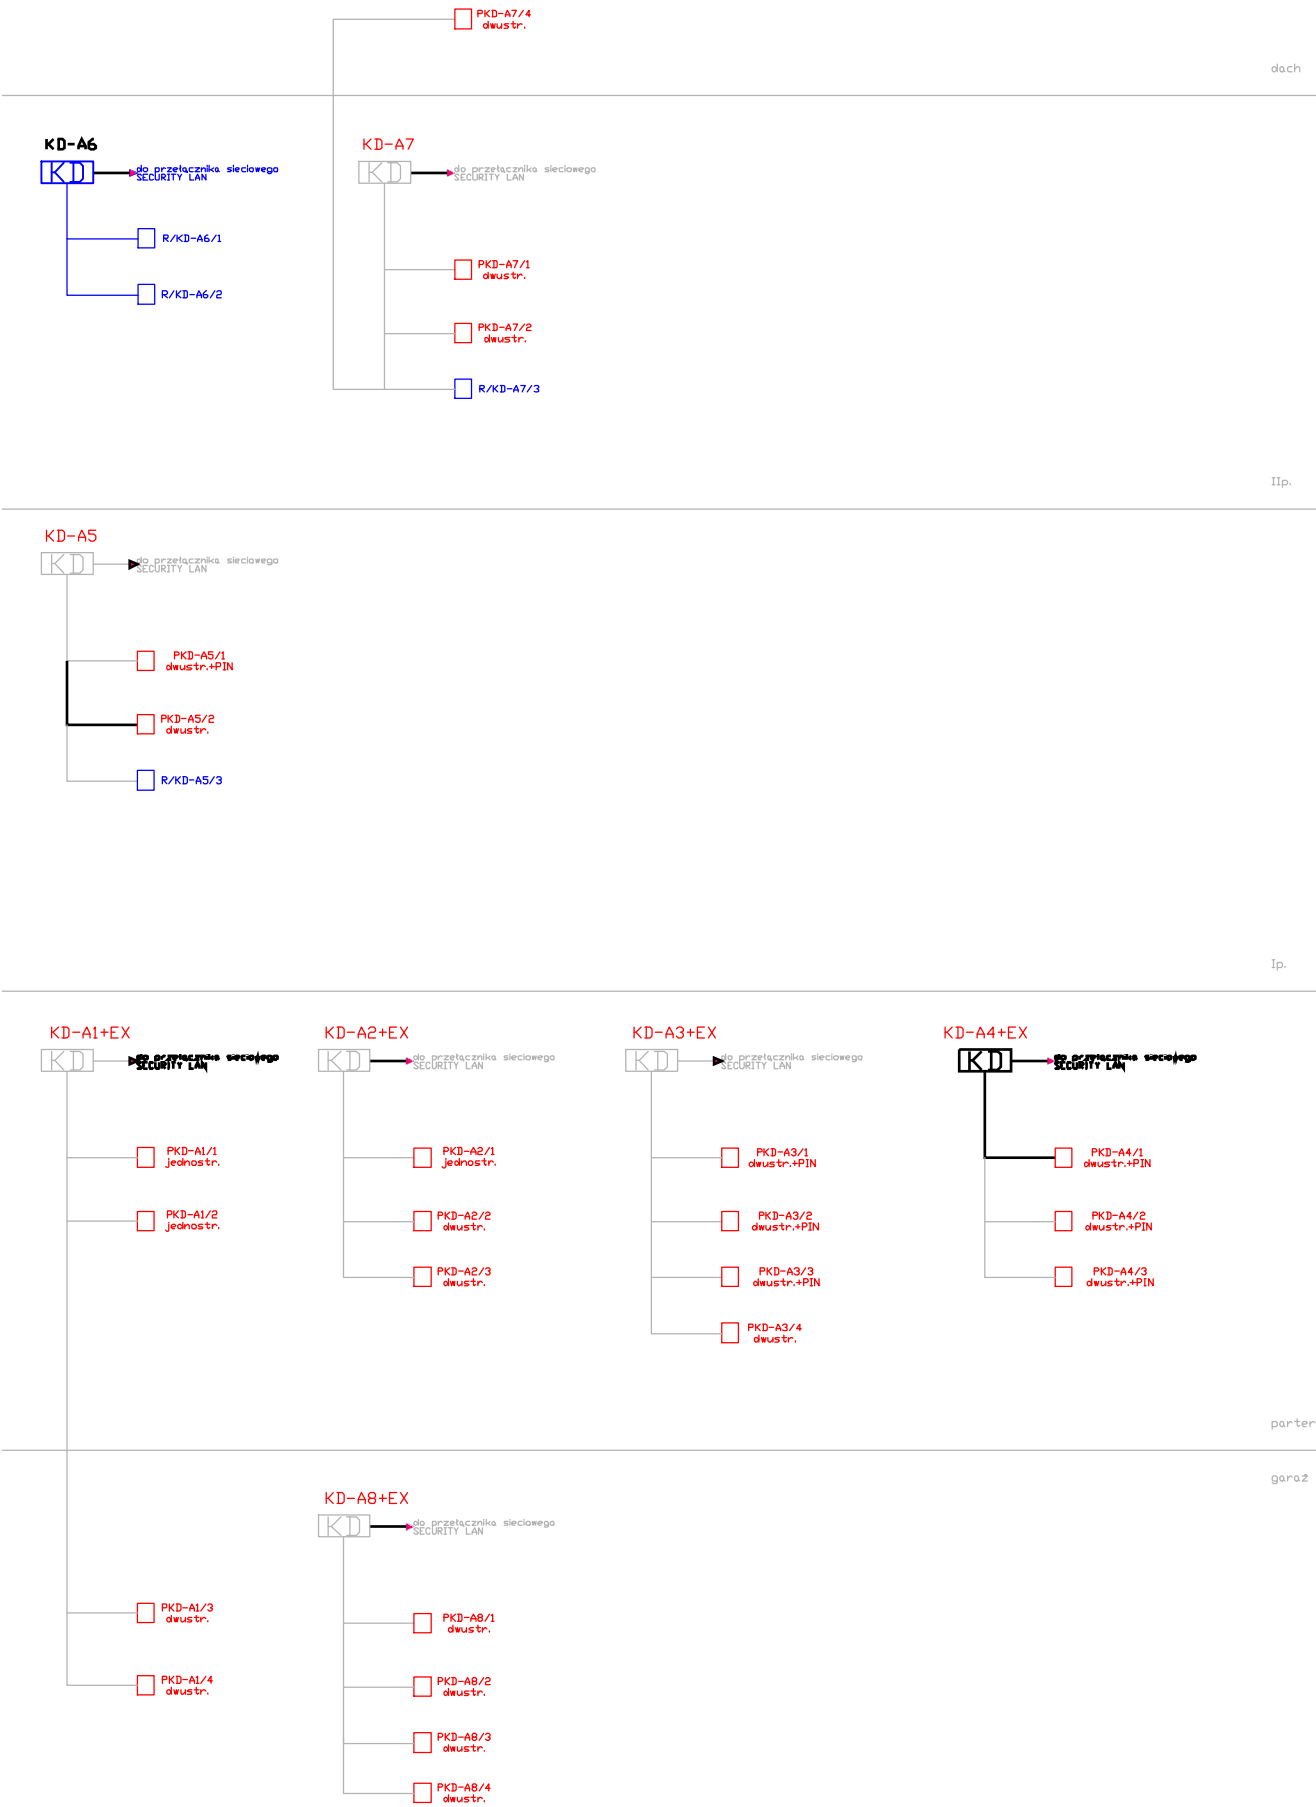 PKD-A7/4
dwustr.
dach
KD-A6
KD
do przełącznika sieciowego
SECURITY LAN
R/KD-A6/1
R/KD-A6/2
KD-A7
KD
do przełącznika sieciowego
SECURITY LAN
PKD-A7/1
dwustr.
PKD-A7/2
dwustr.
R/KD-A7/3
IIp.
KD-A5
KD
do przełącznika sieciowego
SECURITY LAN
PKD-A5/1
dwustr.+PIN
PKD-A5/2
dwustr.
R/KD-A5/3
Ip.
KD-A1+EX
KD
do przełącznika sieciowego
SECURITY LAN
PKD-A1/1
jednostr.
PKD-A1/2
jednostr.
KD-A2+EX
KD
do przełącznika sieciowego
SECURITY LAN
PKD-A2/1
jednostr.
PKD-A2/2
dwustr.
PKD-A2/3
dwustr.
KD-A3+EX
KD
do przełącznika sieciowego
SECURITY LAN
PKD-A3/1
dwustr.+PIN
PKD-A3/2
dwustr.+PIN
PKD-A3/3
dwustr.+PIN
PKD-A3/4
dwustr.
KD-A4+EX
KD
do przełącznika sieciowego
SECURITY LAN
PKD-A4/1
dwustr.+PIN
PKD-A4/2
dwustr.+PIN
PKD-A4/3
dwustr.+PIN
parter
garaż
KD-A8+EX
KD
do przełącznika sieciowego
SECURITY LAN
PKD-A1/3
dwustr.
PKD-A1/4
dwustr.
PKD-A8/1
dwustr.
PKD-A8/2
dwustr.
PKD-A8/3
dwustr.
PKD-A8/4
dwustr.